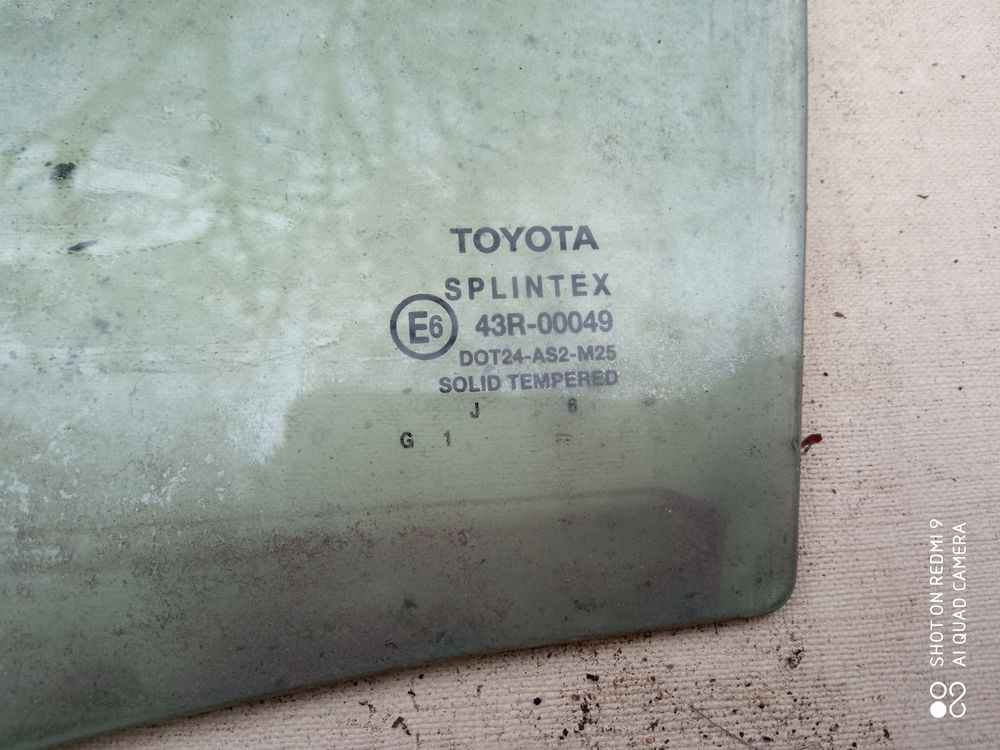 TOYOTA
SPLINTEX
E6 43R-00049
DOT24-AS2-M25
SOLID TEMPERED
J 6
G 1
SHOT ON REDMI 9
AI QUAD CAMERA